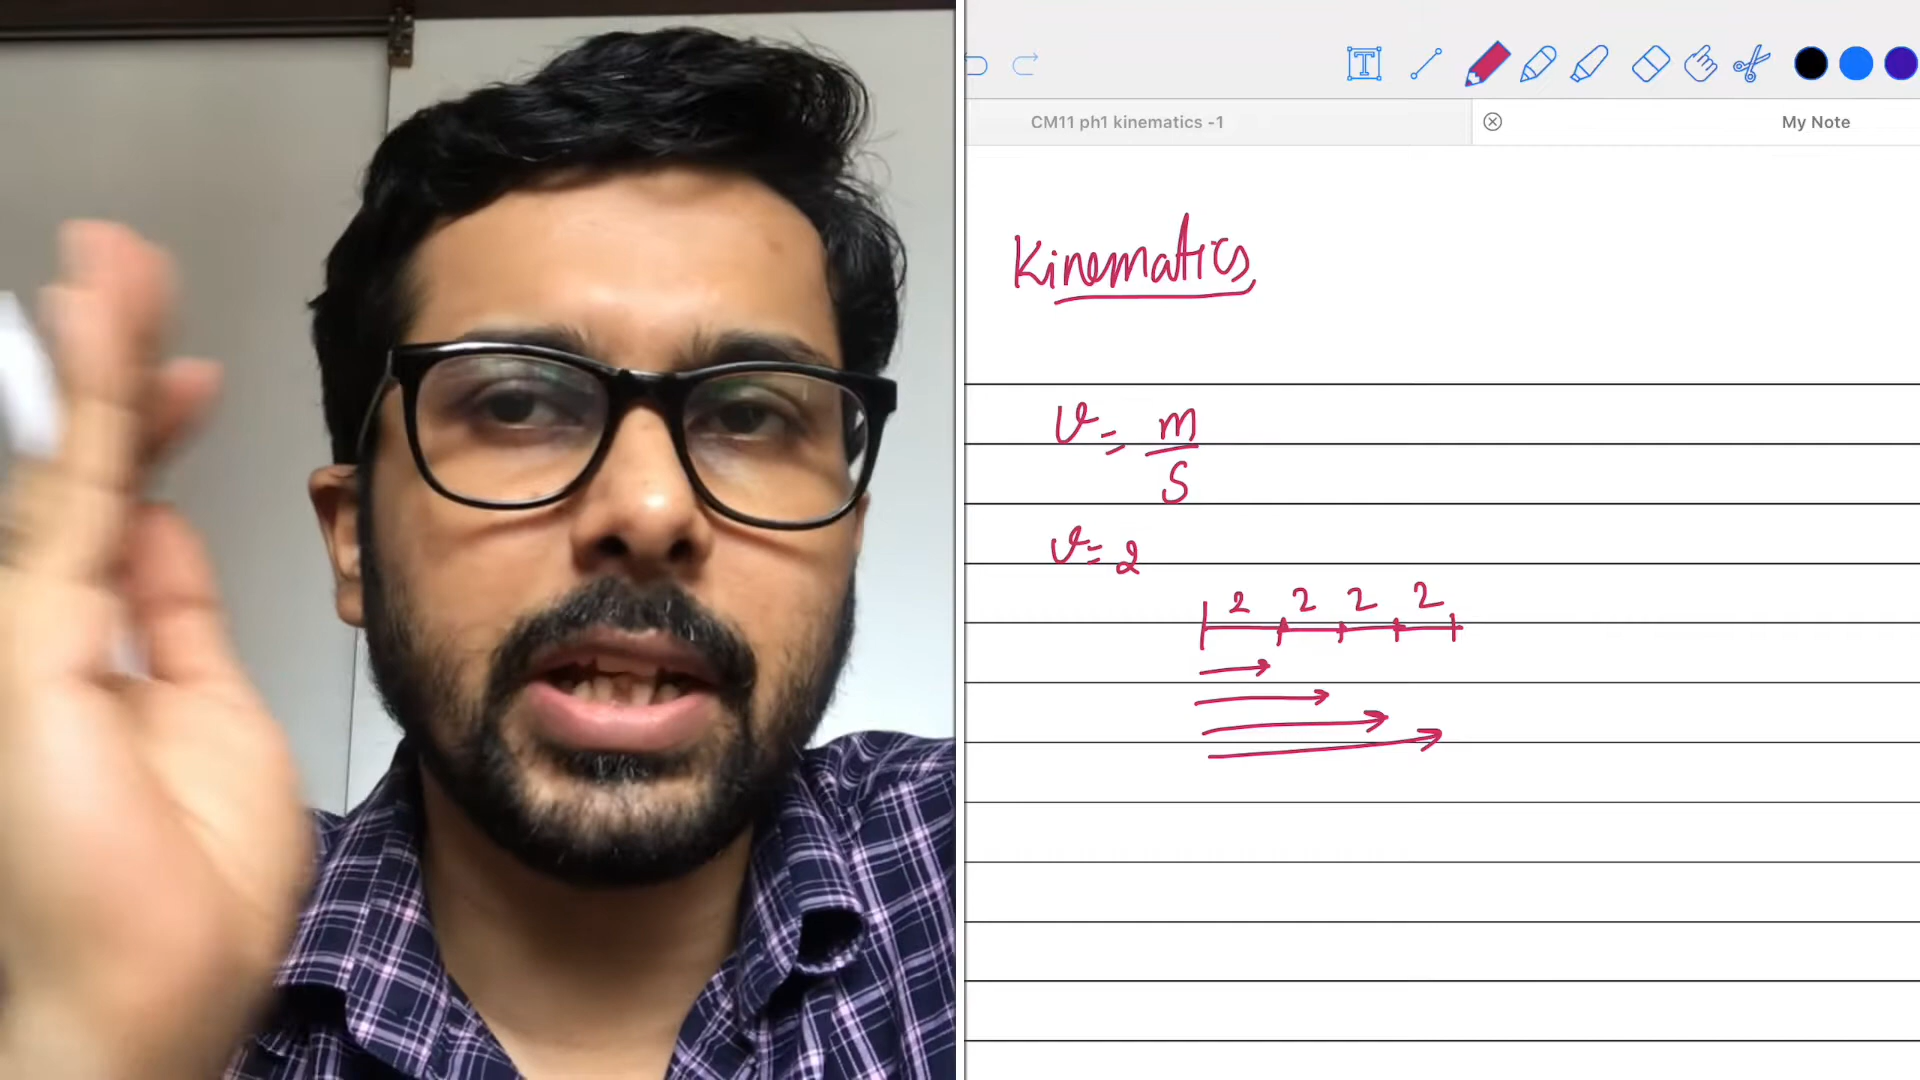 T
CM11 ph1 kinematics -1
My Note
Kinematics
v = m
s
v = 2
2 2 2 2